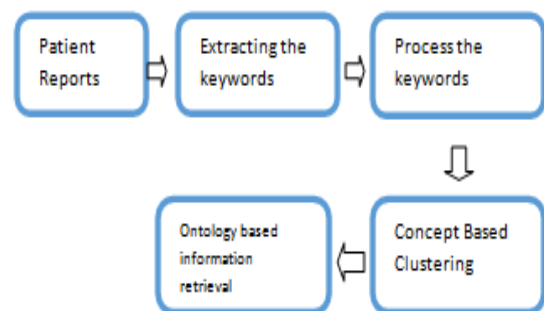 Patient
Reports
Extracting the
keywords
Process the
keywords
Concept Based
Clustering
Ontology based
information
retrieval